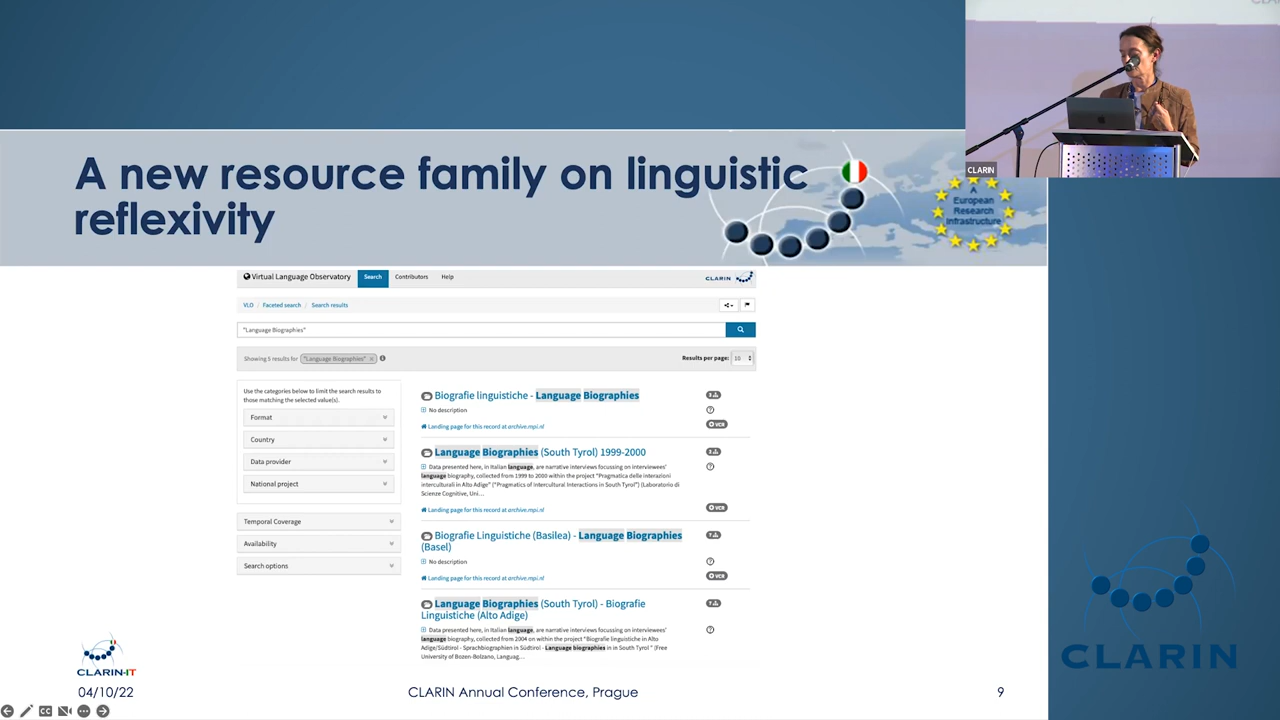 A new resource family on linguistic
reflexivity
A
European
Research
Infrastructure
CLARIN
Virtual Language Observatory Search Contributors Help CLARIN
VLO / Faceted search / Search results
"Language Biographies"
Showing 5 results for "Language Biographies" × Results per page: 10
Use the categories below to limit the search results to
those matching the selected value(s).
Format
Country
Data provider
National project
Temporal Coverage
Availability
Search options
Biografie linguistiche - Language Biographies
No description
Landing page for this record at archive.mpi.nl
VCR
Language Biographies (South Tyrol) 1999-2000
Data presented here, in Italian language, are narrative interviews focussing on interviewees'
language biography, collected from 1999 to 2000 within the project "Pragmatica delle interazioni
interculturali in Alto Adige" ("Pragmatics of Intercultural Interactions in South Tyrol") (Laboratorio di
Scienze Cognitive, Uni...
Landing page for this record at archive.mpi.nl
VCR
Biografie Linguistiche (Basilea) - Language Biographies
(Basel)
No description
Landing page for this record at archive.mpi.nl
VCR
Language Biographies (South Tyrol) - Biografie
Linguistiche (Alto Adige)
Data presented here, in Italian language, are narrative interviews focussing on interviewees'
language biography, collected from 2004 on within the project "Biografie linguistiche in Alto
Adige/Südtirol - Sprachbiographien in Südtirol - Language biographies in in South Tyrol " (Free
University of Bozen-Bolzano, Languag...
CLARIN-IT
04/10/22 CLARIN Annual Conference, Prague 9
CC
CLARIN